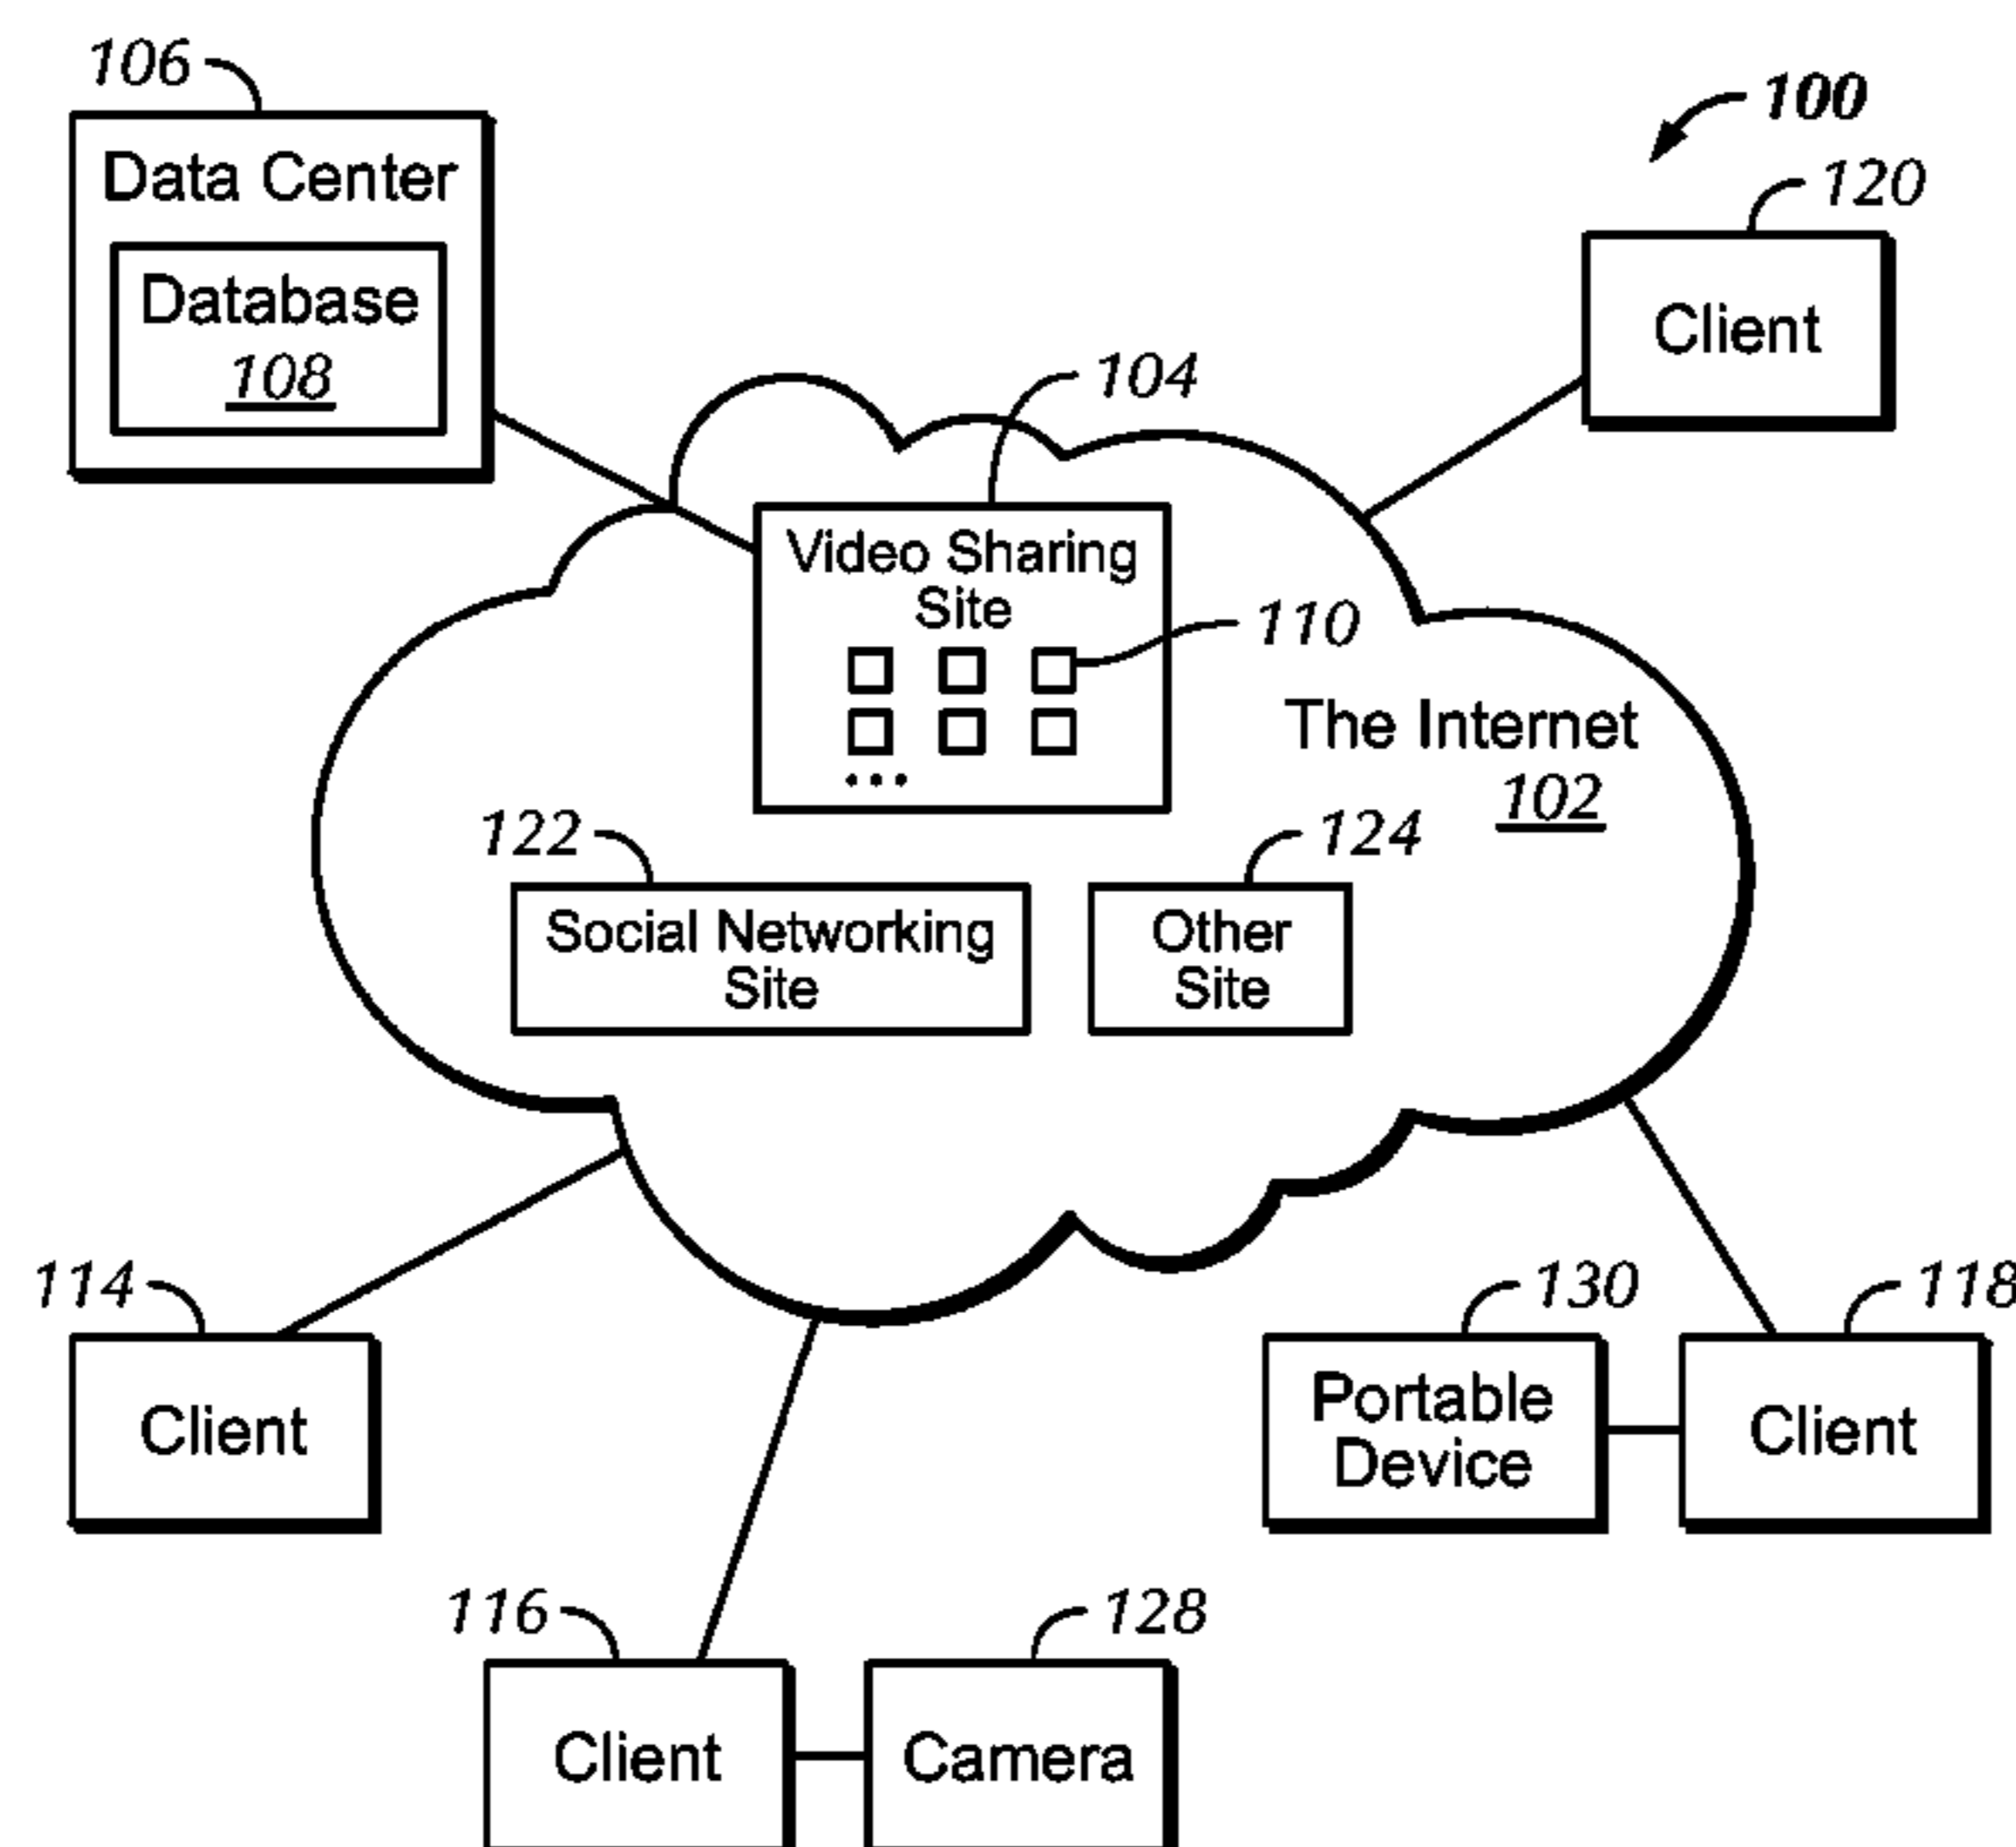 106
100
Data Center
120
Database
108
Client
104
Video Sharing
Site
110
The Internet
102
...
122
124
Social Networking
Site
Other
Site
114
130
118
Client
Portable
Device
Client
116
128
Client
Camera